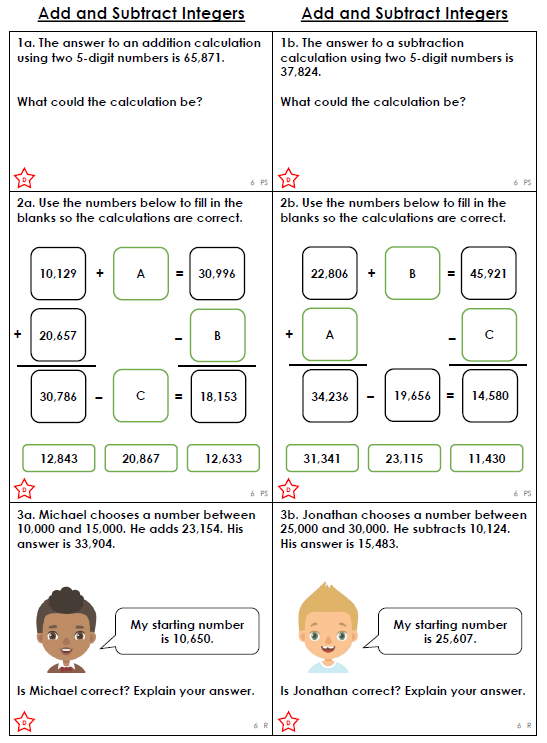 Add and Subtract Integers
Add and Subtract Integers
1a. The answer to an addition calculation
using two 5-digit numbers is 65,871.
What could the calculation be?
D
6 PS
1b. The answer to a subtraction
calculation using two 5-digit numbers is
37,824.
What could the calculation be?
D
6 PS
2a. Use the numbers below to fill in the
blanks so the calculations are correct.
10,129 + A = 30,996
+ 20,657 – B
30,786 – C = 18,153
12,843 20,867 12,633
D
6 PS
2b. Use the numbers below to fill in the
blanks so the calculations are correct.
22,806 + B = 45,921
+ A – C
34,236 – 19,656 = 14,580
31,341 23,115 11,430
D
6 PS
3a. Michael chooses a number between
10,000 and 15,000. He adds 23,154. His
answer is 33,904.
My starting number
is 10,650.
Is Michael correct? Explain your answer.
D
6 R
3b. Jonathan chooses a number between
25,000 and 30,000. He subtracts 10,124.
His answer is 15,483.
My starting number
is 25,607.
Is Jonathan correct? Explain your answer.
D
6 R